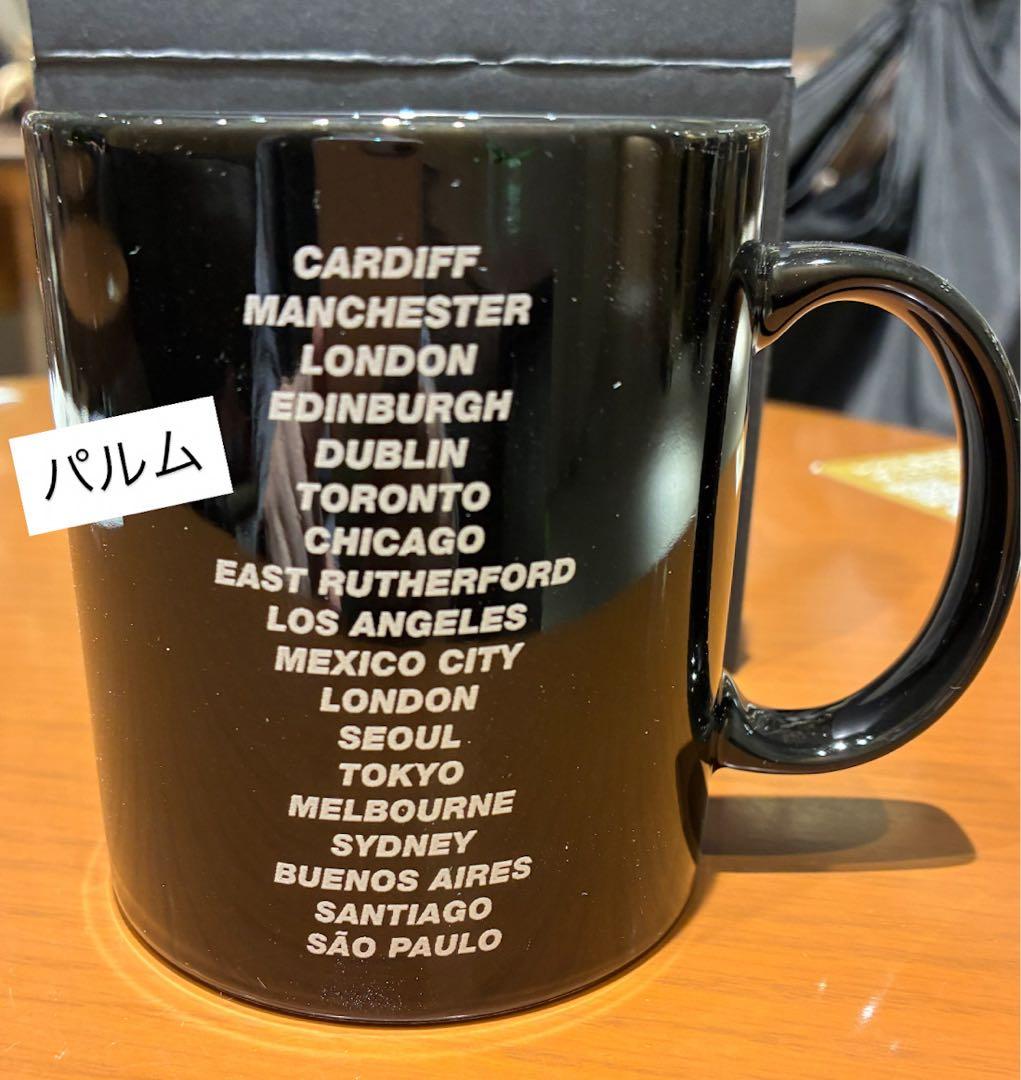 CARDIFF
MANCHESTER
LONDON
EDINBURGH
パルム
DUBLIN
TORONTO
CHICAGO
EAST RUTHERFORD
LOS ANGELES
MEXICO CITY
LONDON
SEOUL
TOKYO
MELBOURNE
SYDNEY
BUENOS AIRES
SANTIAGO
SÃO PAULO